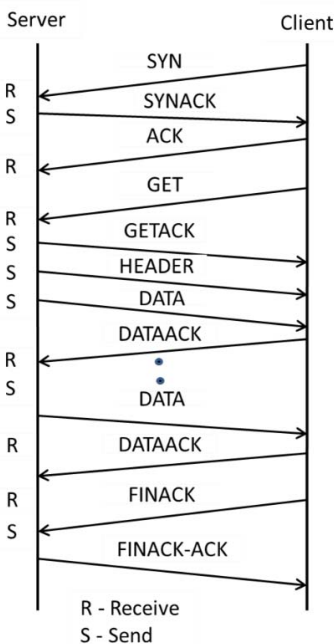 Server Client
SYN
R
SYNACK
S
ACK
R
GET
R
GETACK
S
HEADER
S
DATA
S
DATAACK
R
S
DATA
DATAACK
R
FINACK
R
S
FINACK-ACK
R - Receive
S - Send